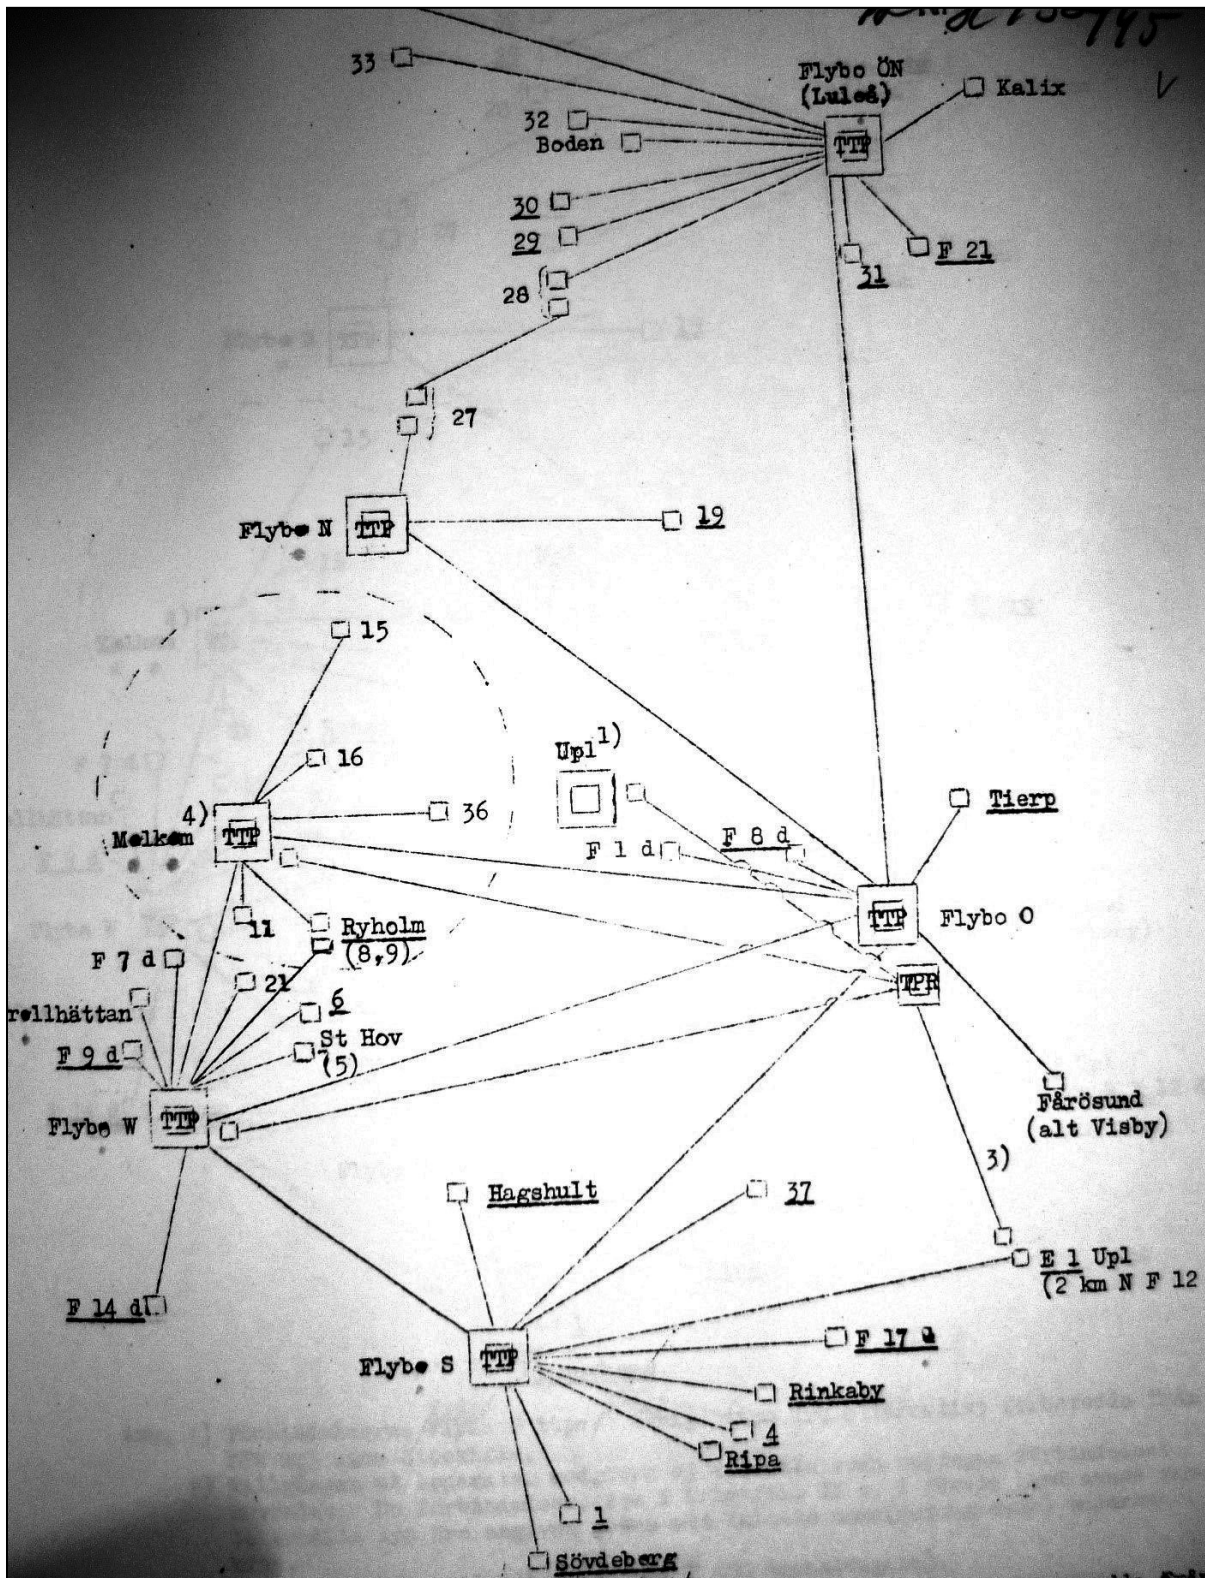 33
Flybo ÖN
(Luleå)
Kalix
V
32
Boden
TTP
30
29
F 21
31
28
27
Flybo N
TTP
19
15
16
Upl 1)
36
4)
Molkom
TTP
Tierp
F 1 d
F 8 d
11
TTP
Flybo O
Ryholm
(8,9)
F 7 d
21
TPR
rollhättan
6
St Hov
(5)
F 9 d
Flybo W
TTP
Fårösund
(alt Visby)
3)
Hagshult
37
E 1 Upl
(2 km N F 12
F 14 d
Flybo S
TTP
F 17 d
Rinkaby
4
Ripa
1
Sövdeberg